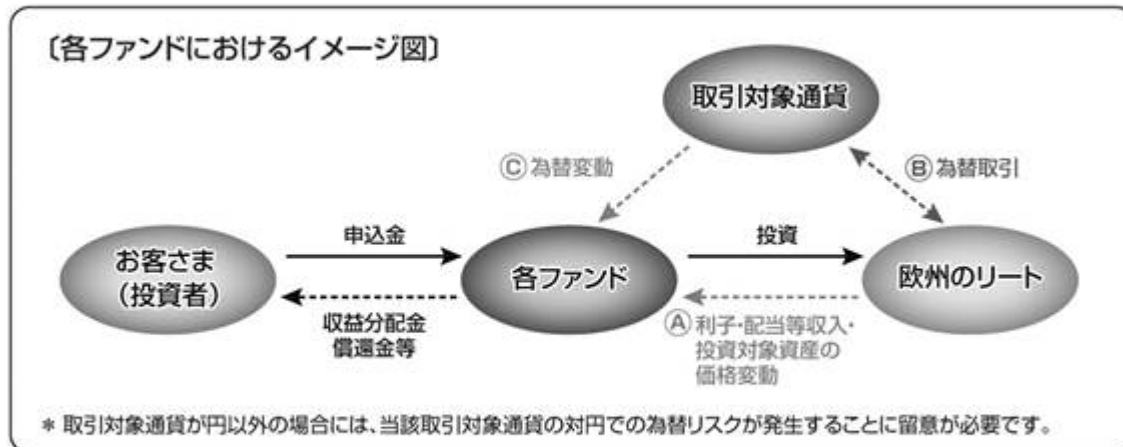 〔各ファンドにおけるイメージ図〕
取引対象通貨
Ⓒ為替変動
Ⓑ為替取引
お客さま
（投資者）
申込金
収益分配金
償還金等
各ファンド
投資
Ⓐ利子・配当等収入・
投資対象資産の
価格変動
欧州のリート
* 取引対象通貨が円以外の場合には、当該取引対象通貨の対円での為替リスクが発生することに留意が必要です。